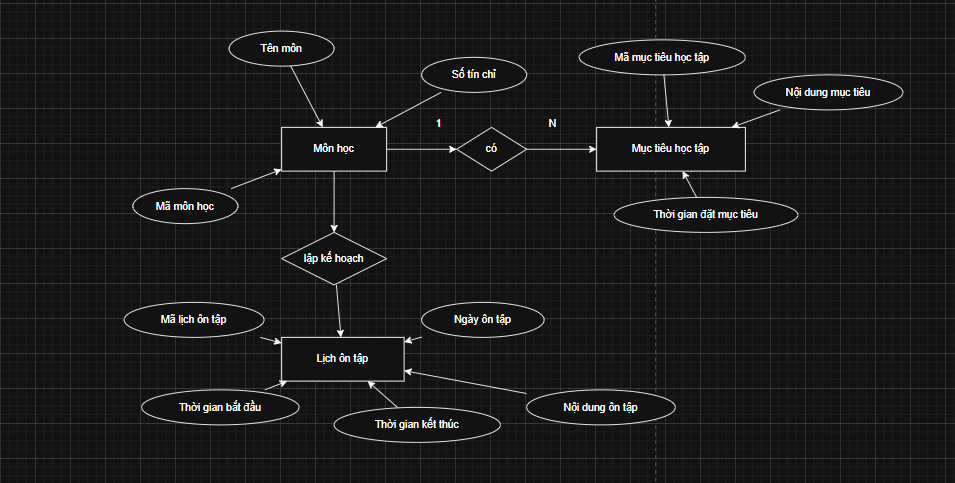 Tên môn
Số tín chỉ
Mã mục tiêu học tập
Nội dung mục tiêu
1
N
Môn học
có
Mục tiêu học tập
Mã môn học
Thời gian đặt mục tiêu
lập kế hoạch
Mã lịch ôn tập
Ngày ôn tập
Lịch ôn tập
Thời gian bắt đầu
Thời gian kết thúc
Nội dung ôn tập